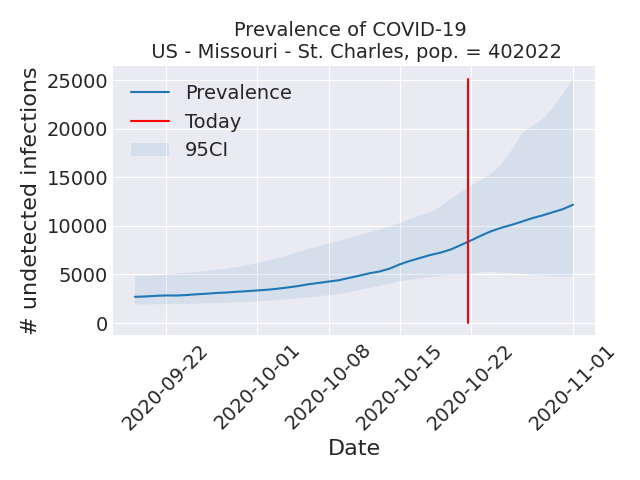 Prevalence of COVID-19
US - Missouri - St. Charles, pop. = 402022
# undetected infections
25000
20000
15000
10000
5000
0
Prevalence
Today
95CI
2020-09-22
2020-10-01
2020-10-08
2020-10-15
2020-10-22
2020-11-01
Date